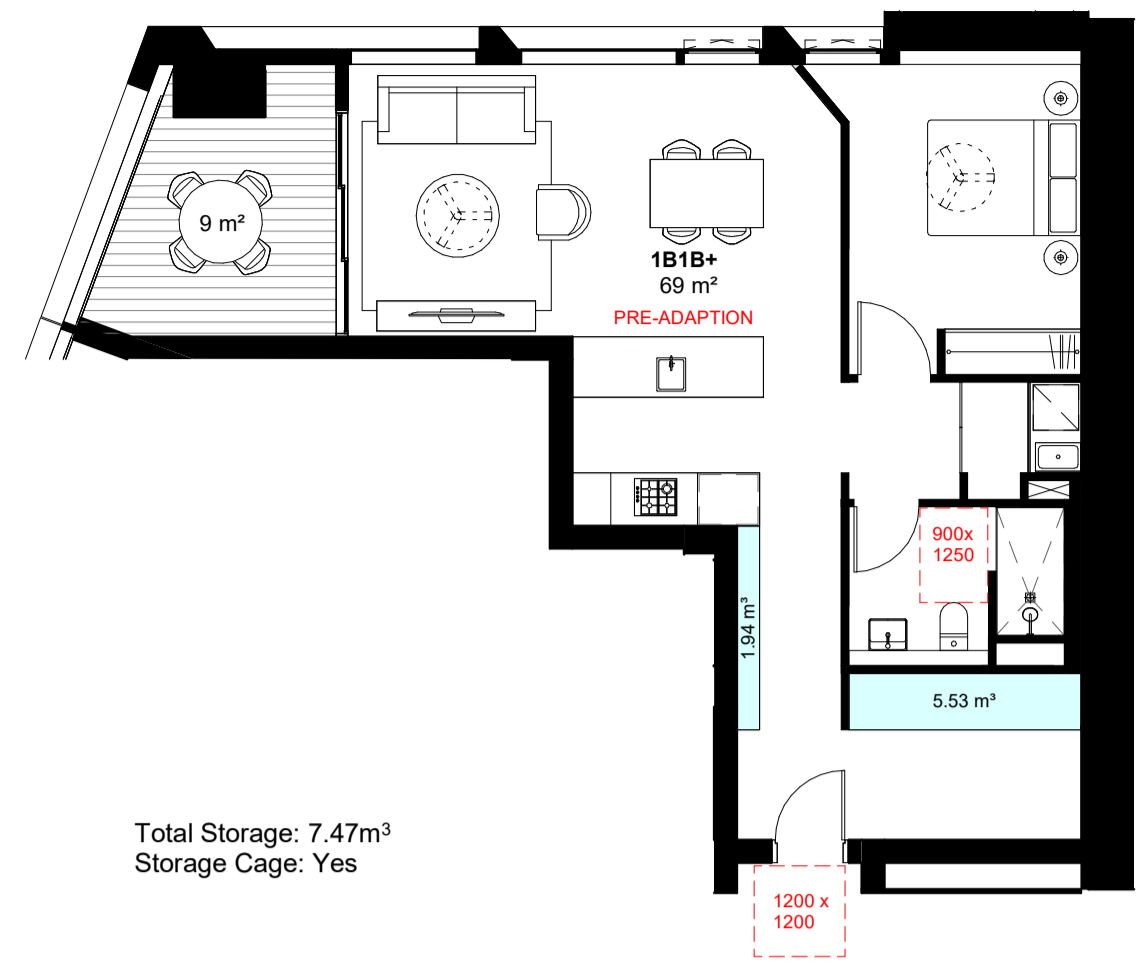 9 m²
1B1B+
69 m²
PRE-ADAPTION
900x
1250
1.94 m³
5.53 m³
Total Storage: 7.47m³
Storage Cage: Yes
1200 x
1200